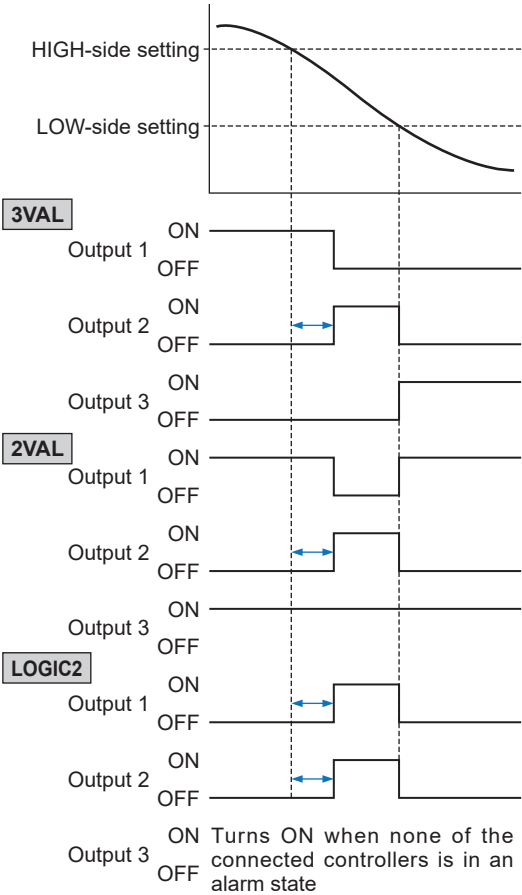 HIGH-side setting
LOW-side setting
3VAL
ON
Output 1
OFF
ON
Output 2
OFF
ON
Output 3
OFF
2VAL
ON
Output 1
OFF
ON
Output 2
OFF
ON
Output 3
OFF
LOGIC2
ON
Output 1
OFF
ON
Output 2
OFF
ON
Output 3
OFF
Turns ON when none of the
connected controllers is in an
alarm state